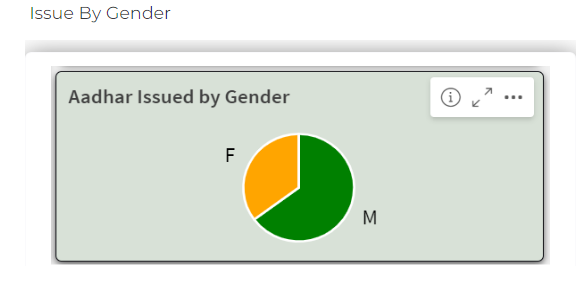 Issue By Gender
Aadhar Issued by Gender
F
M